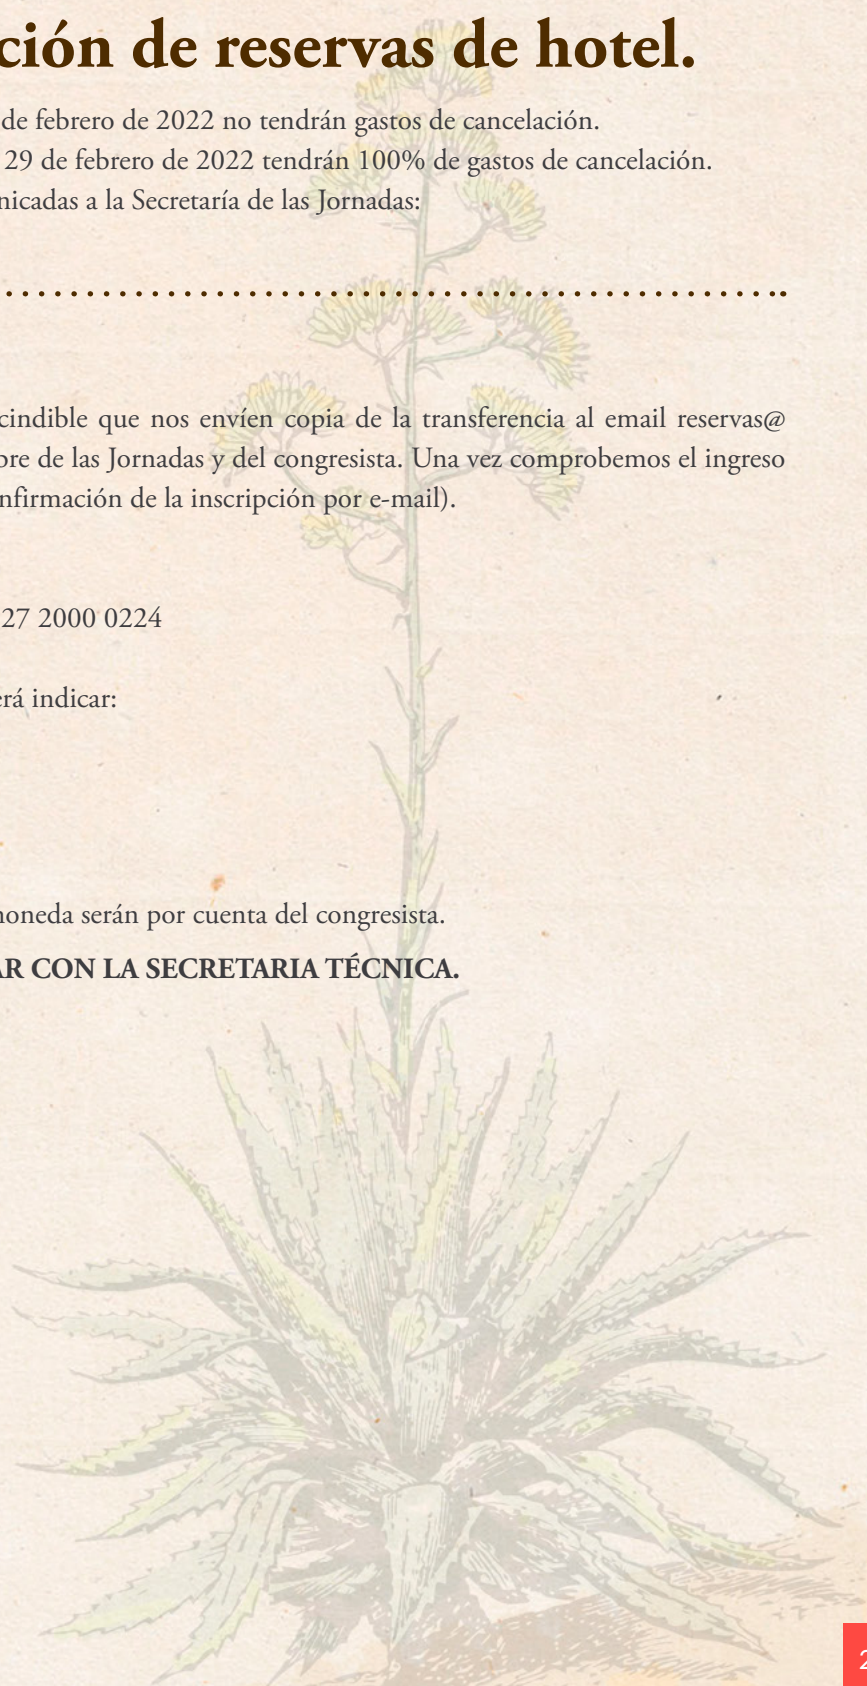 ción de reservas de hotel.
de febrero de 2022 no tendrán gastos de cancelación.
29 de febrero de 2022 tendrán 100% de gastos de cancelación.
nicadas a la Secretaría de las Jornadas:
cindible que nos envíen copia de la transferencia al email reservas@
bre de las Jornadas y del congresista. Una vez comprobemos el ingreso
nfirmación de la inscripción por e-mail).
27 2000 0224
erá indicar:
moneda serán por cuenta del congresista.
AR CON LA SECRETARIA TÉCNICA.
2